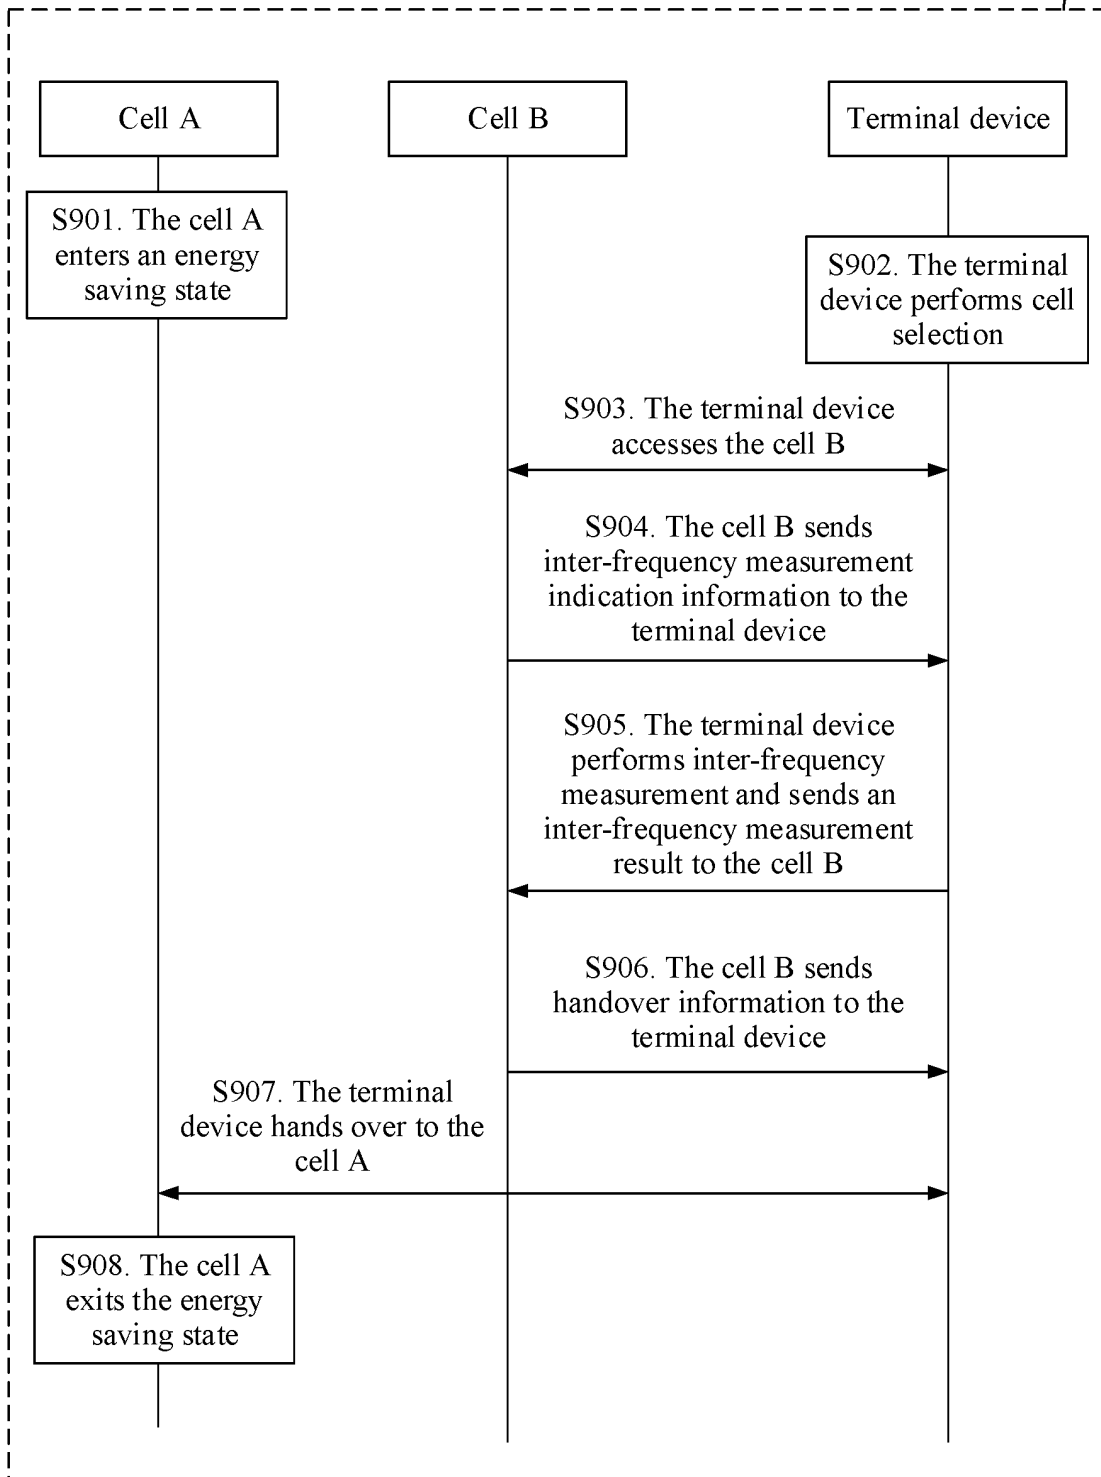 Cell A
Cell B
Terminal device
S901. The cell A
enters an energy
saving state
S902. The terminal
device performs cell
selection
S903. The terminal device
accesses the cell B
S904. The cell B sends
inter-frequency measurement
indication information to the
terminal device
S905. The terminal device
performs inter-frequency
measurement and sends an
inter-frequency measurement
result to the cell B
S906. The cell B sends
handover information to the
terminal device
S907. The terminal
device hands over to the
cell A
S908. The cell A
exits the energy
saving state